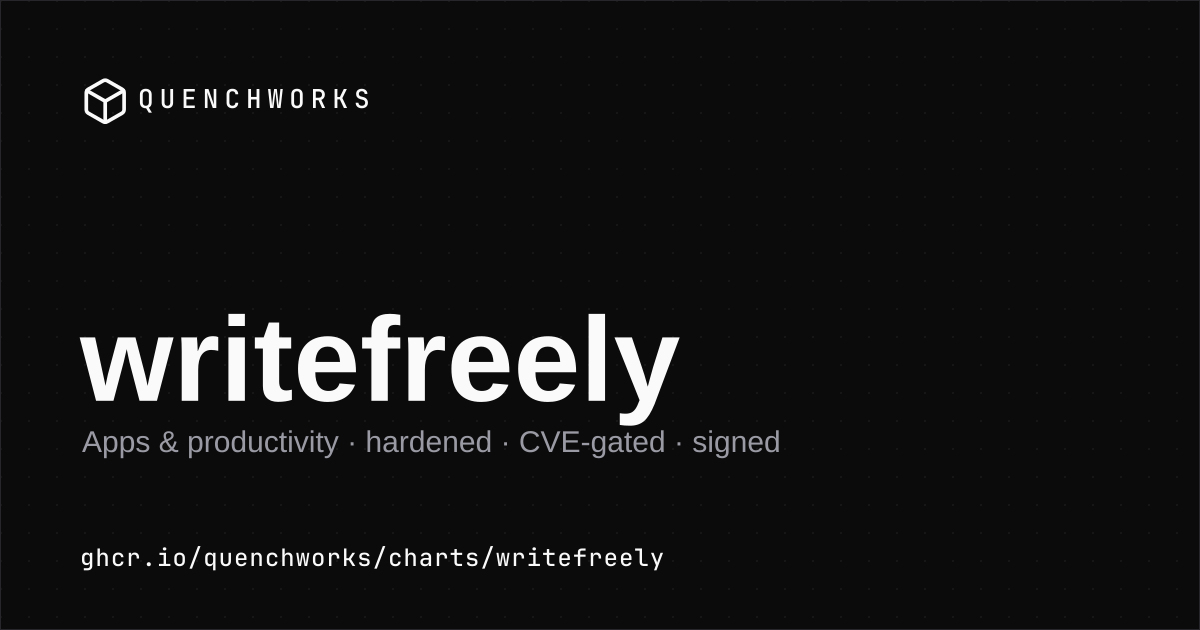 QUENCHWORKS
writefreely
Apps & productivity · hardened · CVE-gated · signed
ghcr.io/quenchworks/charts/writefreely